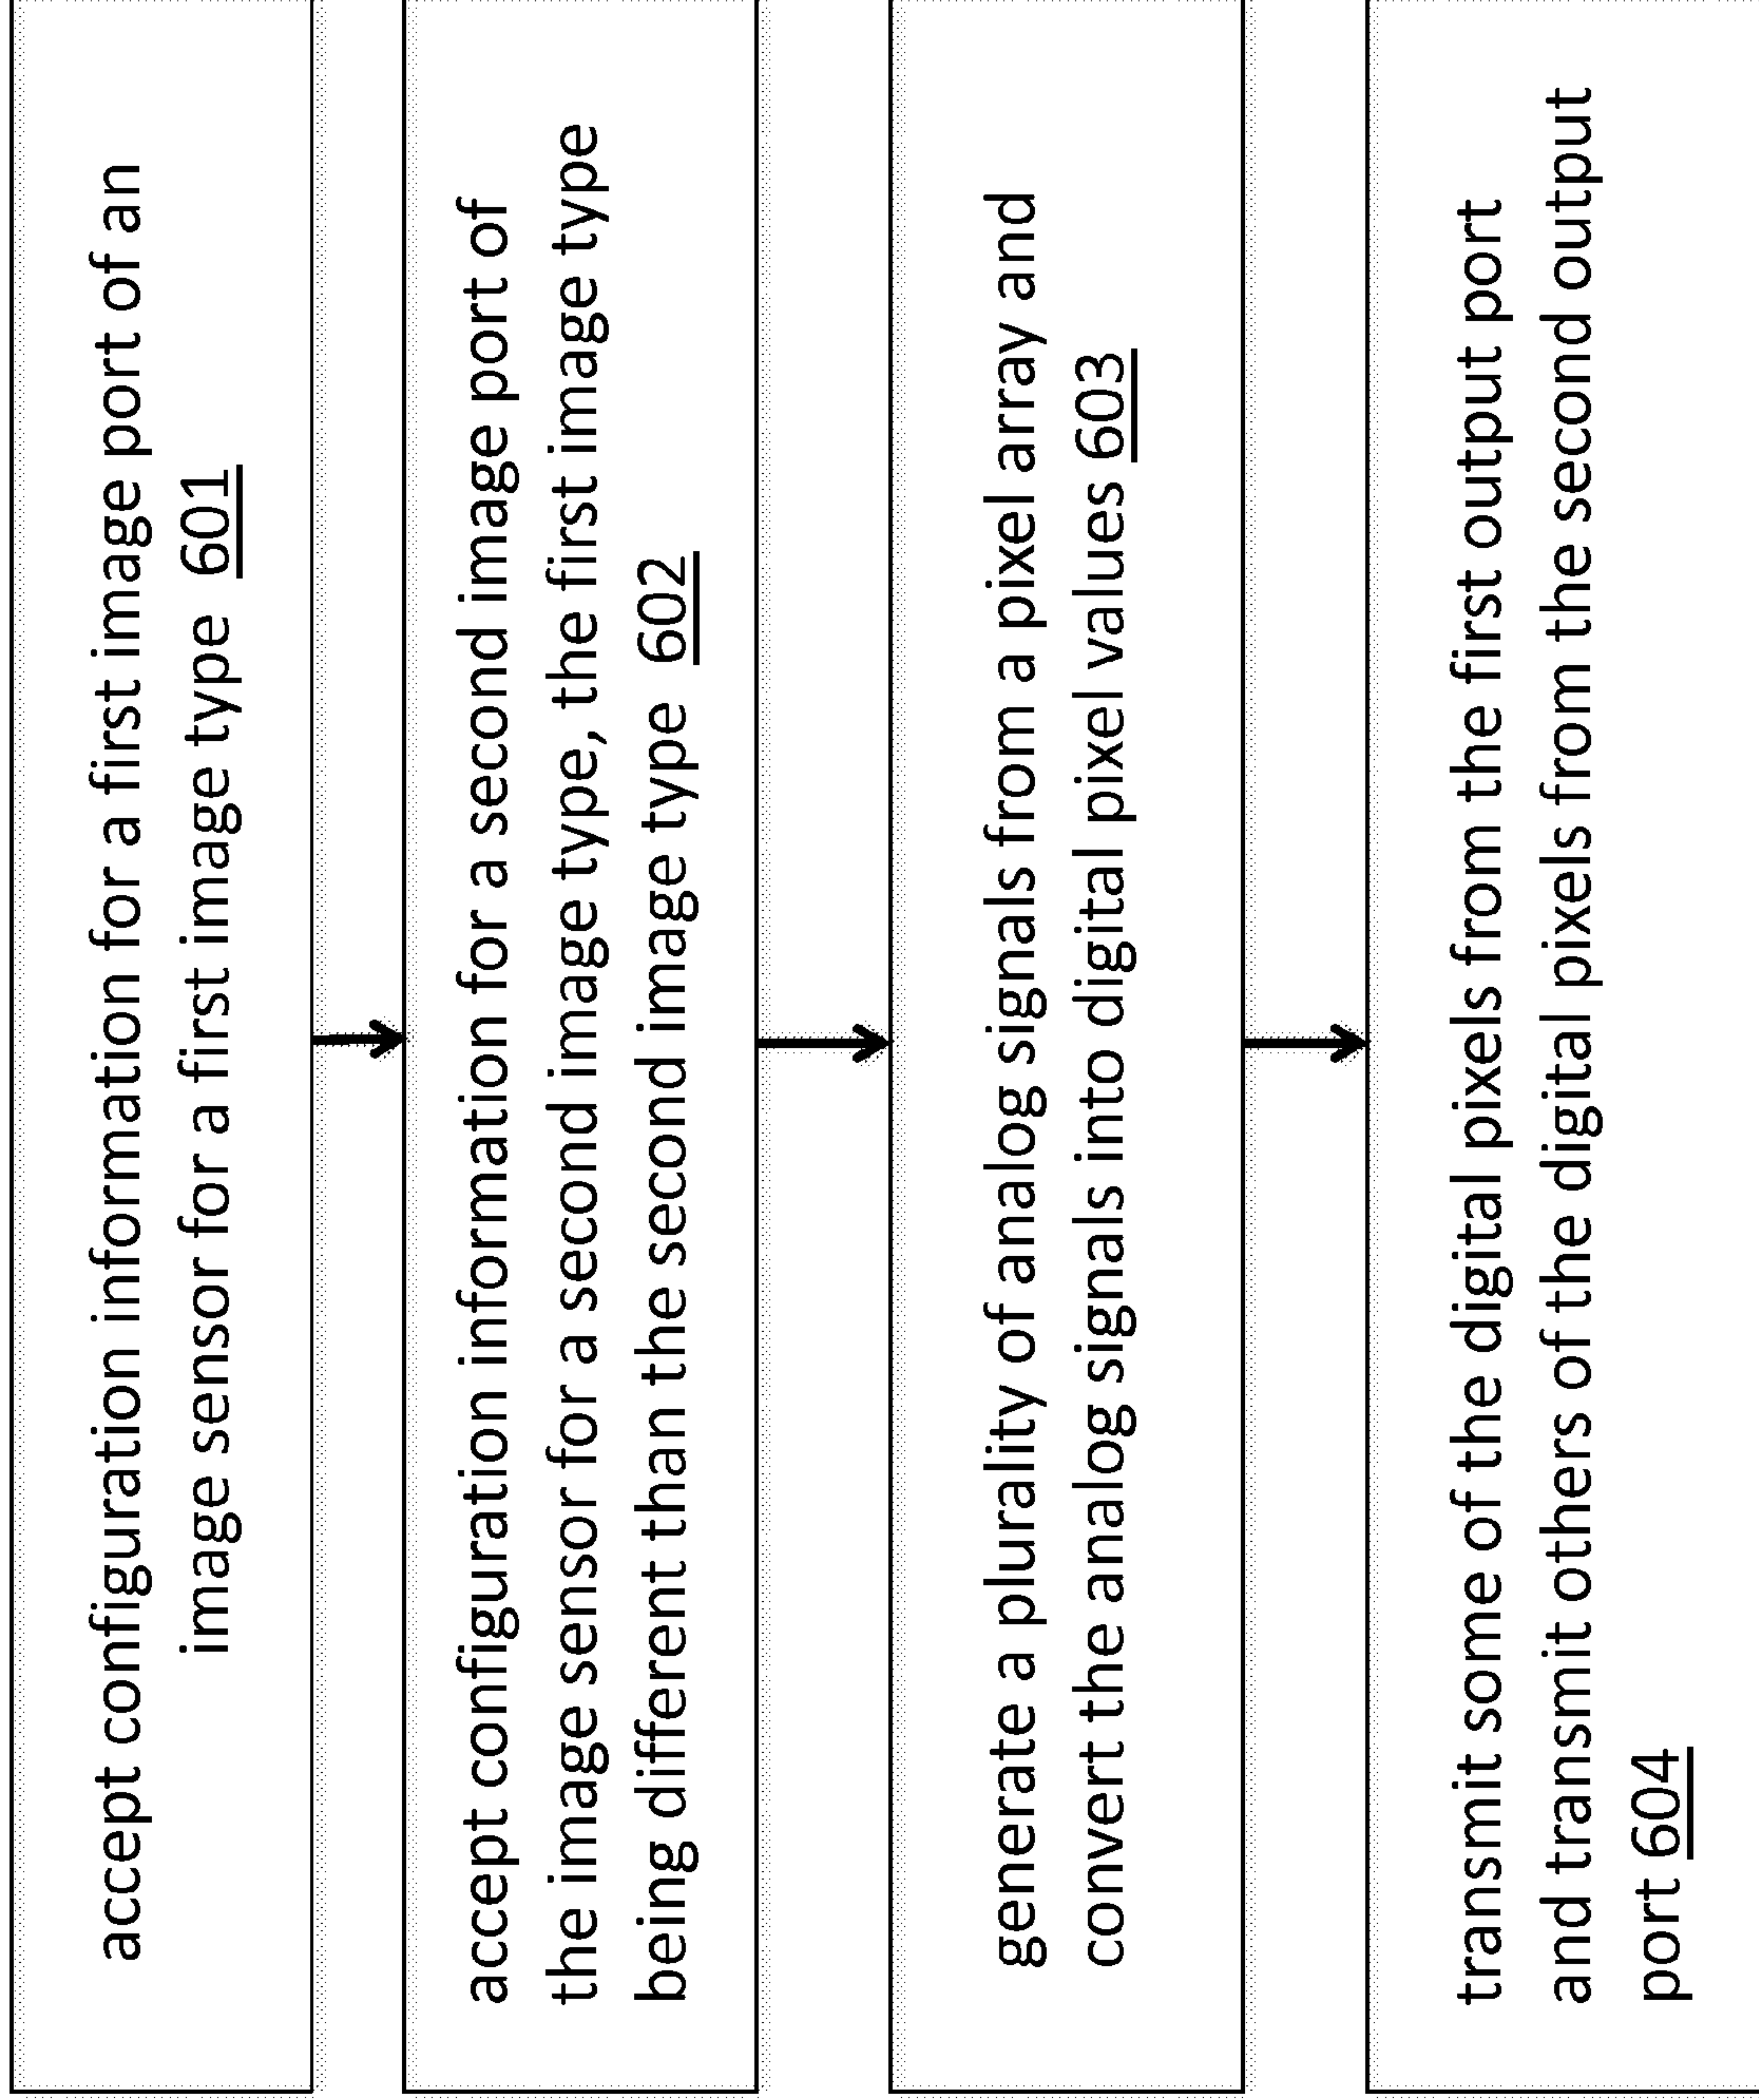 accept configuration information for a first image port of an
image sensor for a first image type 601
accept configuration information for a second image port of
the image sensor for a second image type, the first image type
being different than the second image type 602
generate a plurality of analog signals from a pixel array and
convert the analog signals into digital pixel values 603
transmit some of the digital pixels from the first output port
and transmit others of the digital pixels from the second output
port 604